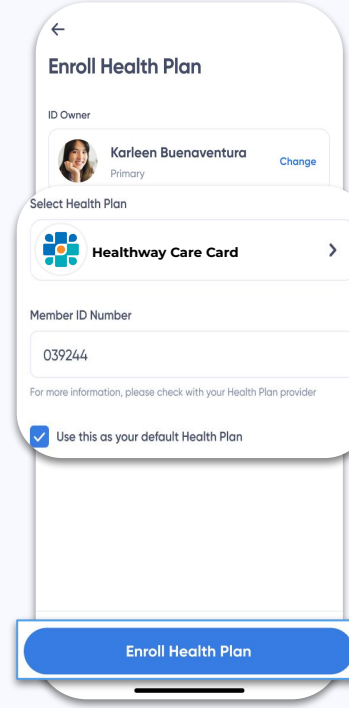 Enroll Health Plan
ID Owner
Karleen Buenaventura
Primary
Change
Select Health Plan
Healthway Care Card
Member ID Number
039244
For more information, please check with your Health Plan provider
Use this as your default Health Plan
Enroll Health Plan